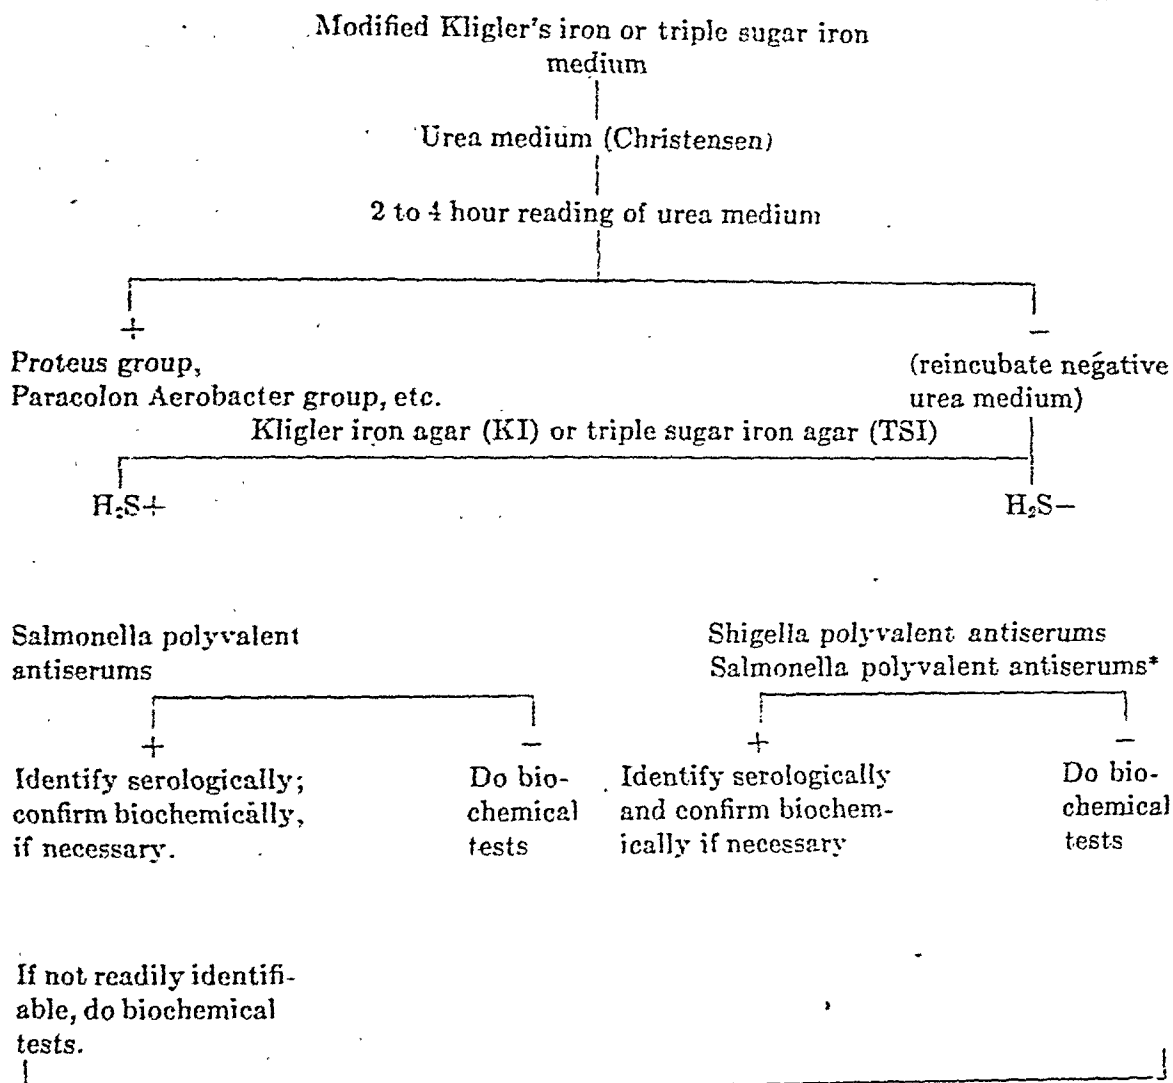 Modified Kligler's iron or triple sugar iron
medium
Urea medium (Christensen)
2 to 4 hour reading of urea medium
+
−
Proteus group,
Paracolon Aerobacter group, etc.
(reincubate negative
urea medium)
Kligler iron agar (KI) or triple sugar iron agar (TSI)
H₂S+
H₂S−
Salmonella polyvalent
antiserums
Shigella polyvalent antiserums
Salmonella polyvalent antiserums*
+
−
+
−
Identify serologically;
confirm biochemically,
if necessary.
Do bio-
chemical
tests
Identify serologically
and confirm biochem-
ically if necessary
Do bio-
chemical
tests
If not readily identifi-
able, do biochemical
tests.